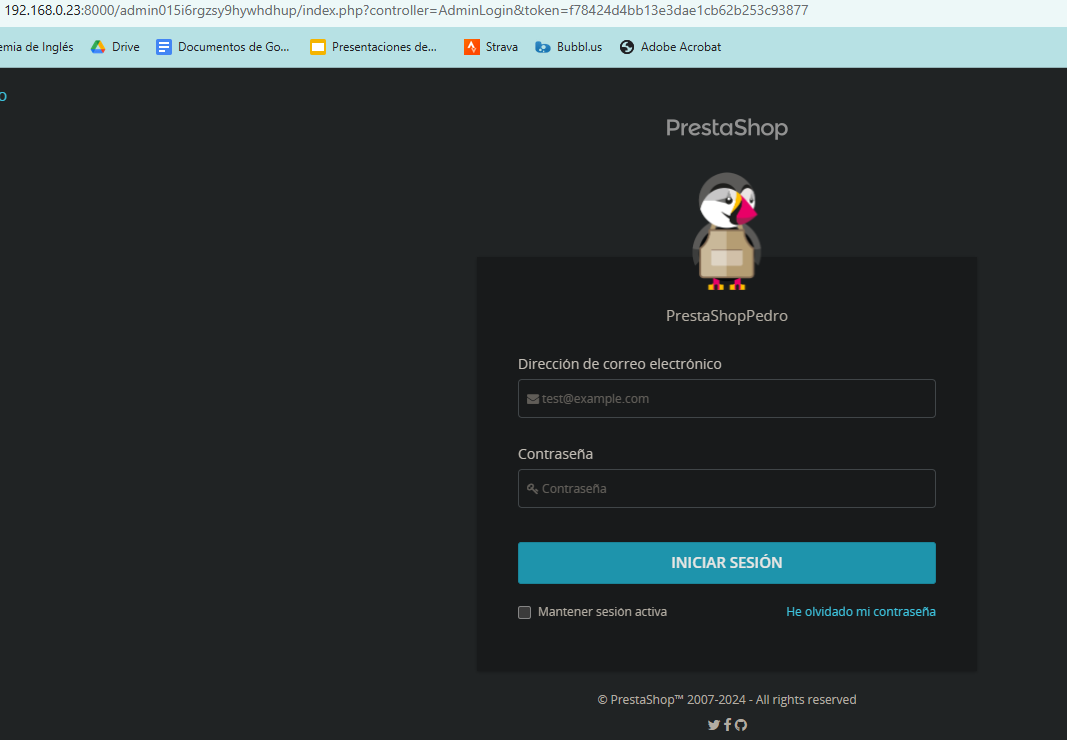 192.168.0.23:8000/admin015i6rgzsy9hywhdhup/index.php?controller=AdminLogin&token=f78424d4bb13e3dae1cb62b253c93877
emia de Inglés Drive Documentos de Go... Presentaciones de... Strava Bubbl.us Adobe Acrobat
o
PrestaShop
PrestaShopPedro
Dirección de correo electrónico
test@example.com
Contraseña
Contraseña
INICIAR SESIÓN
Mantener sesión activa He olvidado mi contraseña
© PrestaShop™ 2007-2024 - All rights reserved